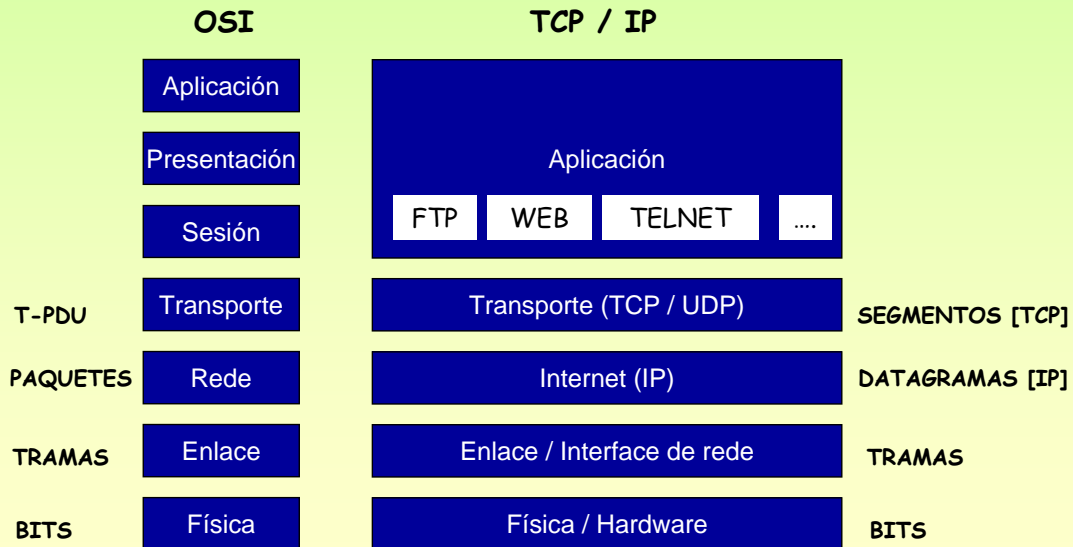 OSI
TCP / IP
Aplicación
Presentación
Sesión
Aplicación
FTP
WEB
TELNET
....
T-PDU
Transporte
Transporte (TCP / UDP)
SEGMENTOS [TCP]
PAQUETES
Rede
Internet (IP)
DATAGRAMAS [IP]
TRAMAS
Enlace
Enlace / Interface de rede
TRAMAS
BITS
Física
Física / Hardware
BITS